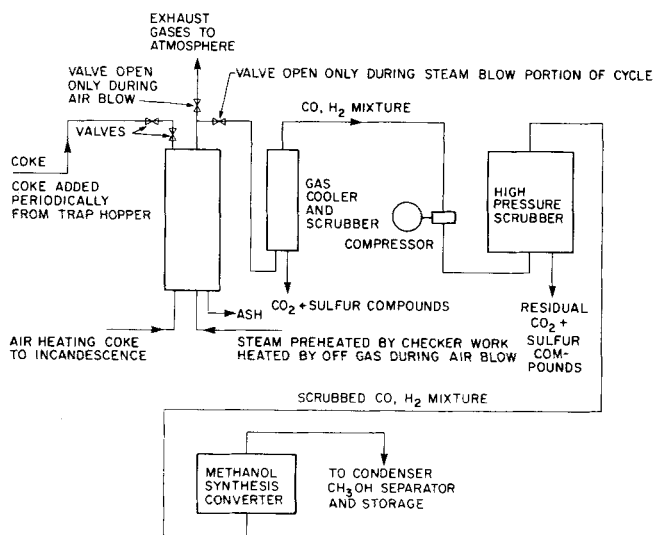 EXHAUST
GASES TO
ATMOSPHERE
VALVE OPEN
ONLY DURING
AIR BLOW
VALVE OPEN ONLY DURING STEAM BLOW PORTION OF CYCLE
CO, H2 MIXTURE
VALVES
COKE
COKE ADDED
PERIODICALLY
FROM TRAP HOPPER
GAS
COOLER
AND
SCRUBBER
COMPRESSOR
HIGH
PRESSURE
SCRUBBER
ASH
CO2 + SULFUR COMPOUNDS
RESIDUAL
CO2 +
SULFUR
COM-
POUNDS
AIR HEATING COKE
TO INCANDESCENCE
STEAM PREHEATED BY CHECKER WORK
HEATED BY OFF GAS DURING AIR BLOW
SCRUBBED CO, H2 MIXTURE
METHANOL
SYNTHESIS
CONVERTER
TO CONDENSER
CH3OH SEPARATOR
AND STORAGE